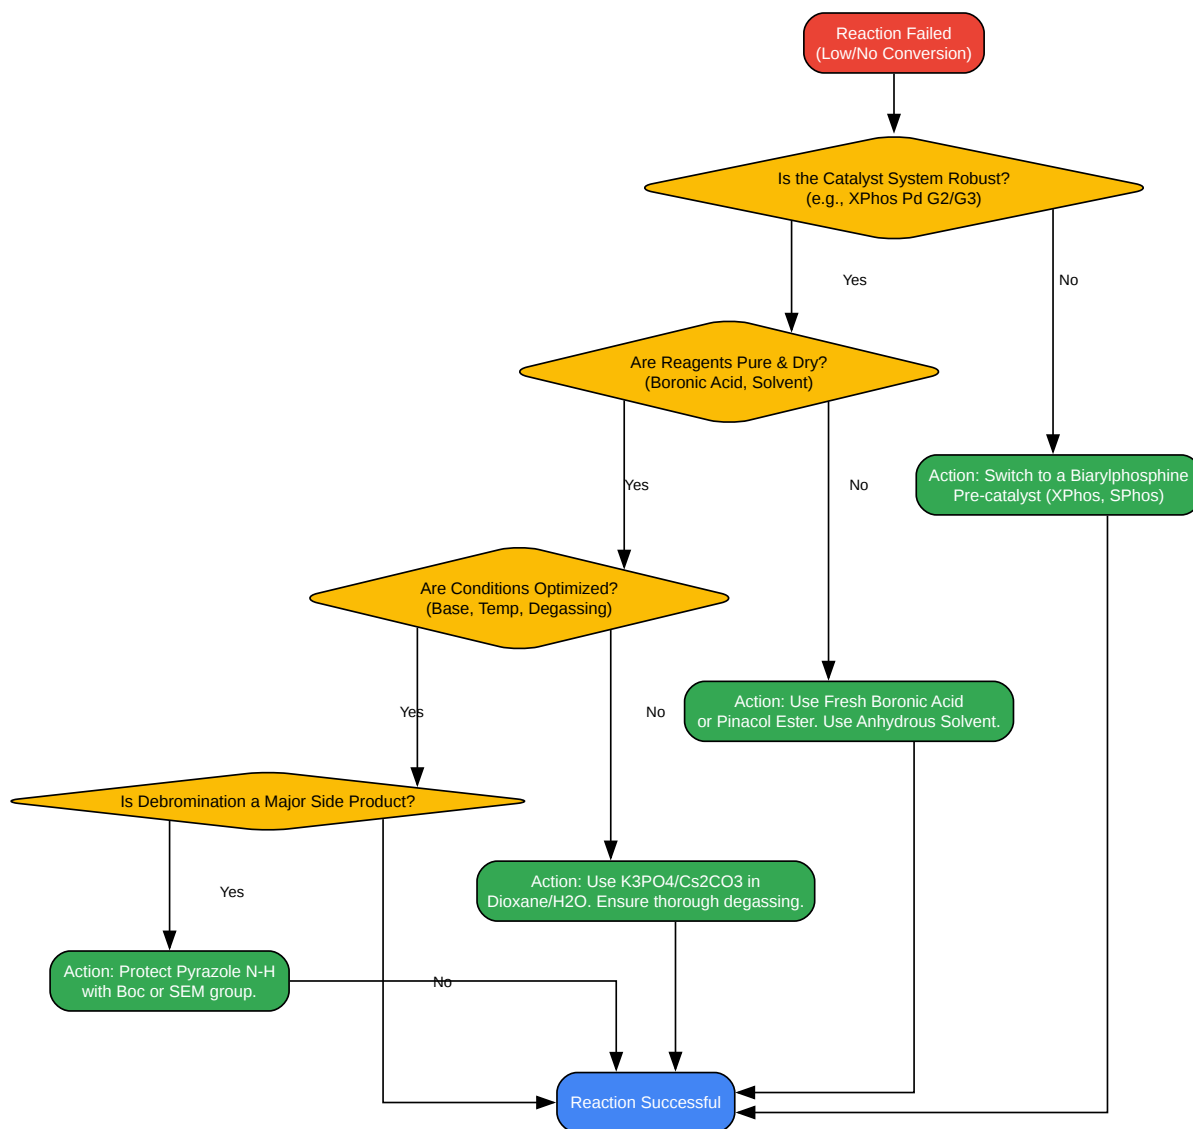 Reaction Failed
(Low/No Conversion)
Is the Catalyst System Robust?
(e.g., XPhos Pd G2/G3)
Yes
No
Are Reagents Pure & Dry?
(Boronic Acid, Solvent)
Yes
No
Action: Switch to a Biarylphosphine
Pre-catalyst (XPhos, SPhos)
Are Conditions Optimized?
(Base, Temp, Degassing)
Yes
No
Action: Use Fresh Boronic Acid
or Pinacol Ester. Use Anhydrous Solvent.
Is Debromination a Major Side Product?
Yes
No
Action: Use K3PO4/Cs2CO3 in
Dioxane/H2O. Ensure thorough degassing.
Action: Protect Pyrazole N-H
with Boc or SEM group.
Reaction Successful